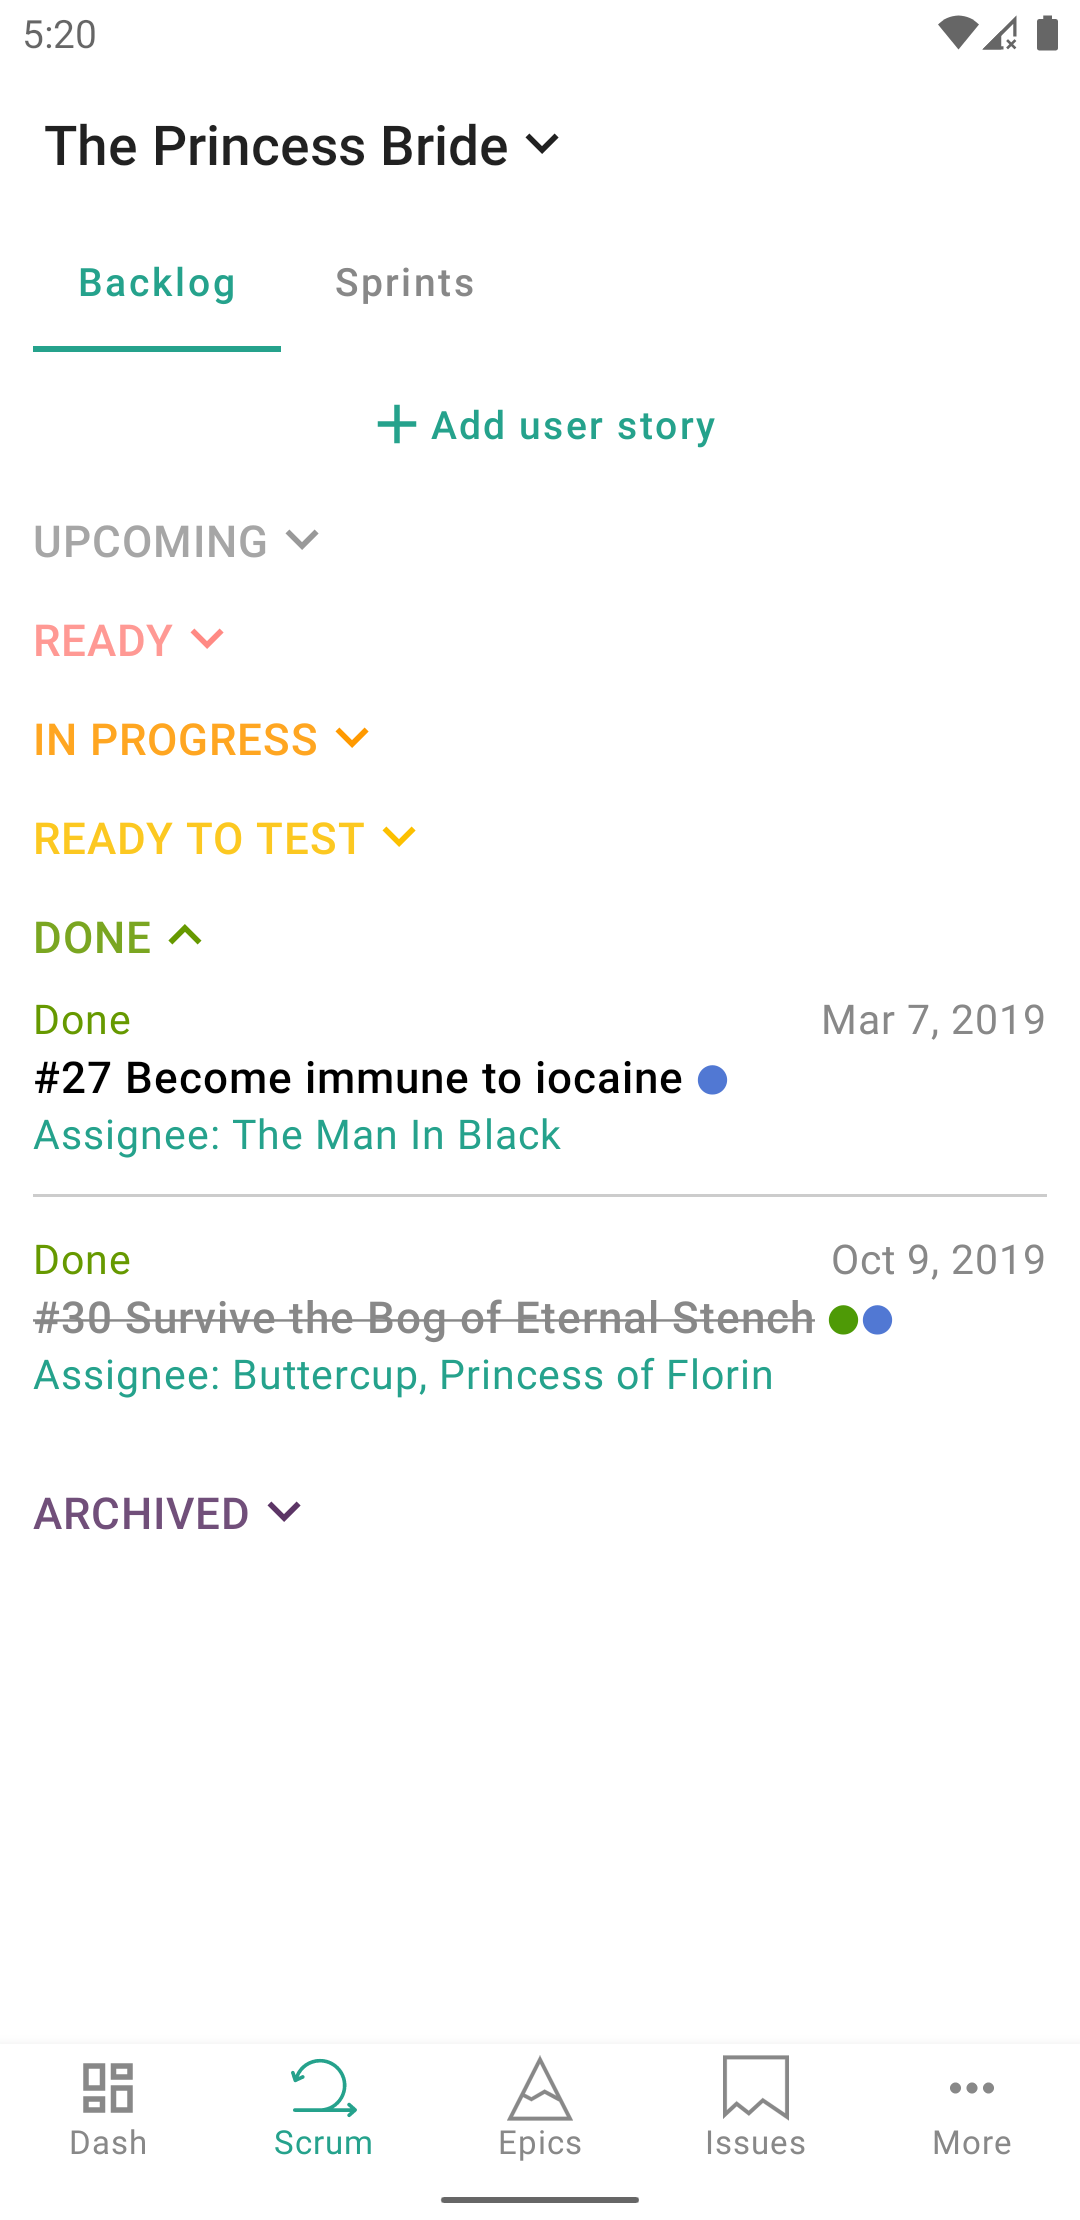 5:20
The Princess Bride
Backlog
Sprints
Add user story
UPCOMING
READY
IN PROGRESS
READY TO TEST
DONE
Done
Mar 7, 2019
#27 Become immune to iocaine
Assignee: The Man In Black
Done
Oct 9, 2019
#30 Survive the Bog of Eternal Stench
Assignee: Buttercup, Princess of Florin
ARCHIVED
Dash
Scrum
Epics
Issues
More